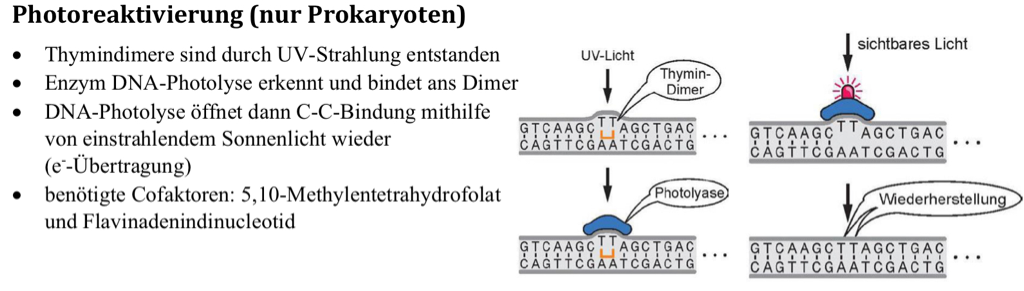 Photoreaktivierung (nur Prokaryoten)
• Thymindimere sind durch UV-Strahlung entstanden
• Enzym DNA-Photolyse erkennt und bindet ans Dimer
• DNA-Photolyse öffnet dann C-C-Bindung mithilfe
von einstrahlendem Sonnenlicht wieder
(e⁻-Übertragung)
• benötigte Cofaktoren: 5,10-Methylentetrahydrofolat
und Flavinadenindinucleotid
UV-Licht
Thymin-
Dimer
GTCAAGCTTAGCTGAC ...
CAGTTCGAATCGACTG
Photolyase
GTCAAGCTTAGCTGAC ...
CAGTTCGAATCGACTG
sichtbares Licht
GTCAAGCTTAGCTGAC ...
CAGTTCGAATCGACTG
Wiederherstellung
GTCAAGCTTAGCTGAC ...
CAGTTCGAATCGACTG